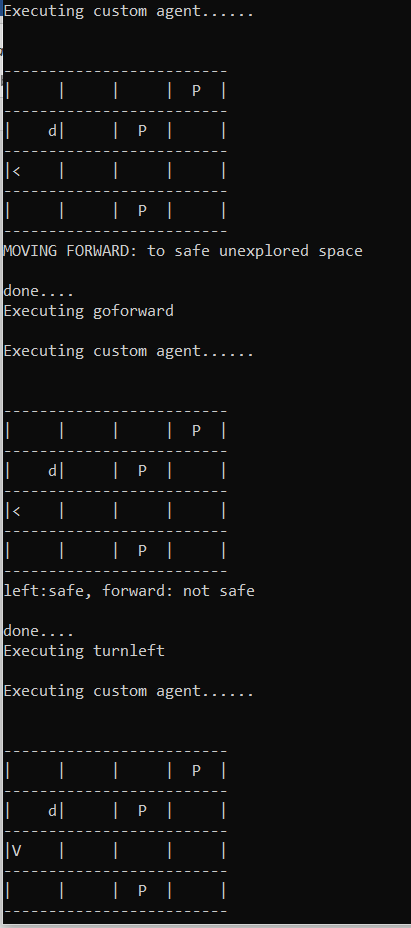 Executing custom agent......
-------------------------
|     |     |     |  P  |
-------------------------
|    d|     |  P  |     |
-------------------------
|<    |     |     |     |
-------------------------
|     |     |  P  |     |
-------------------------
MOVING FORWARD: to safe unexplored space
done....
Executing goforward
Executing custom agent......
-------------------------
|     |     |     |  P  |
-------------------------
|    d|     |  P  |     |
-------------------------
|<    |     |     |     |
-------------------------
|     |     |  P  |     |
-------------------------
left:safe, forward: not safe
done....
Executing turnleft
Executing custom agent......
-------------------------
|     |     |     |  P  |
-------------------------
|    d|     |  P  |     |
-------------------------
|V    |     |     |     |
-------------------------
|     |     |  P  |     |
-------------------------